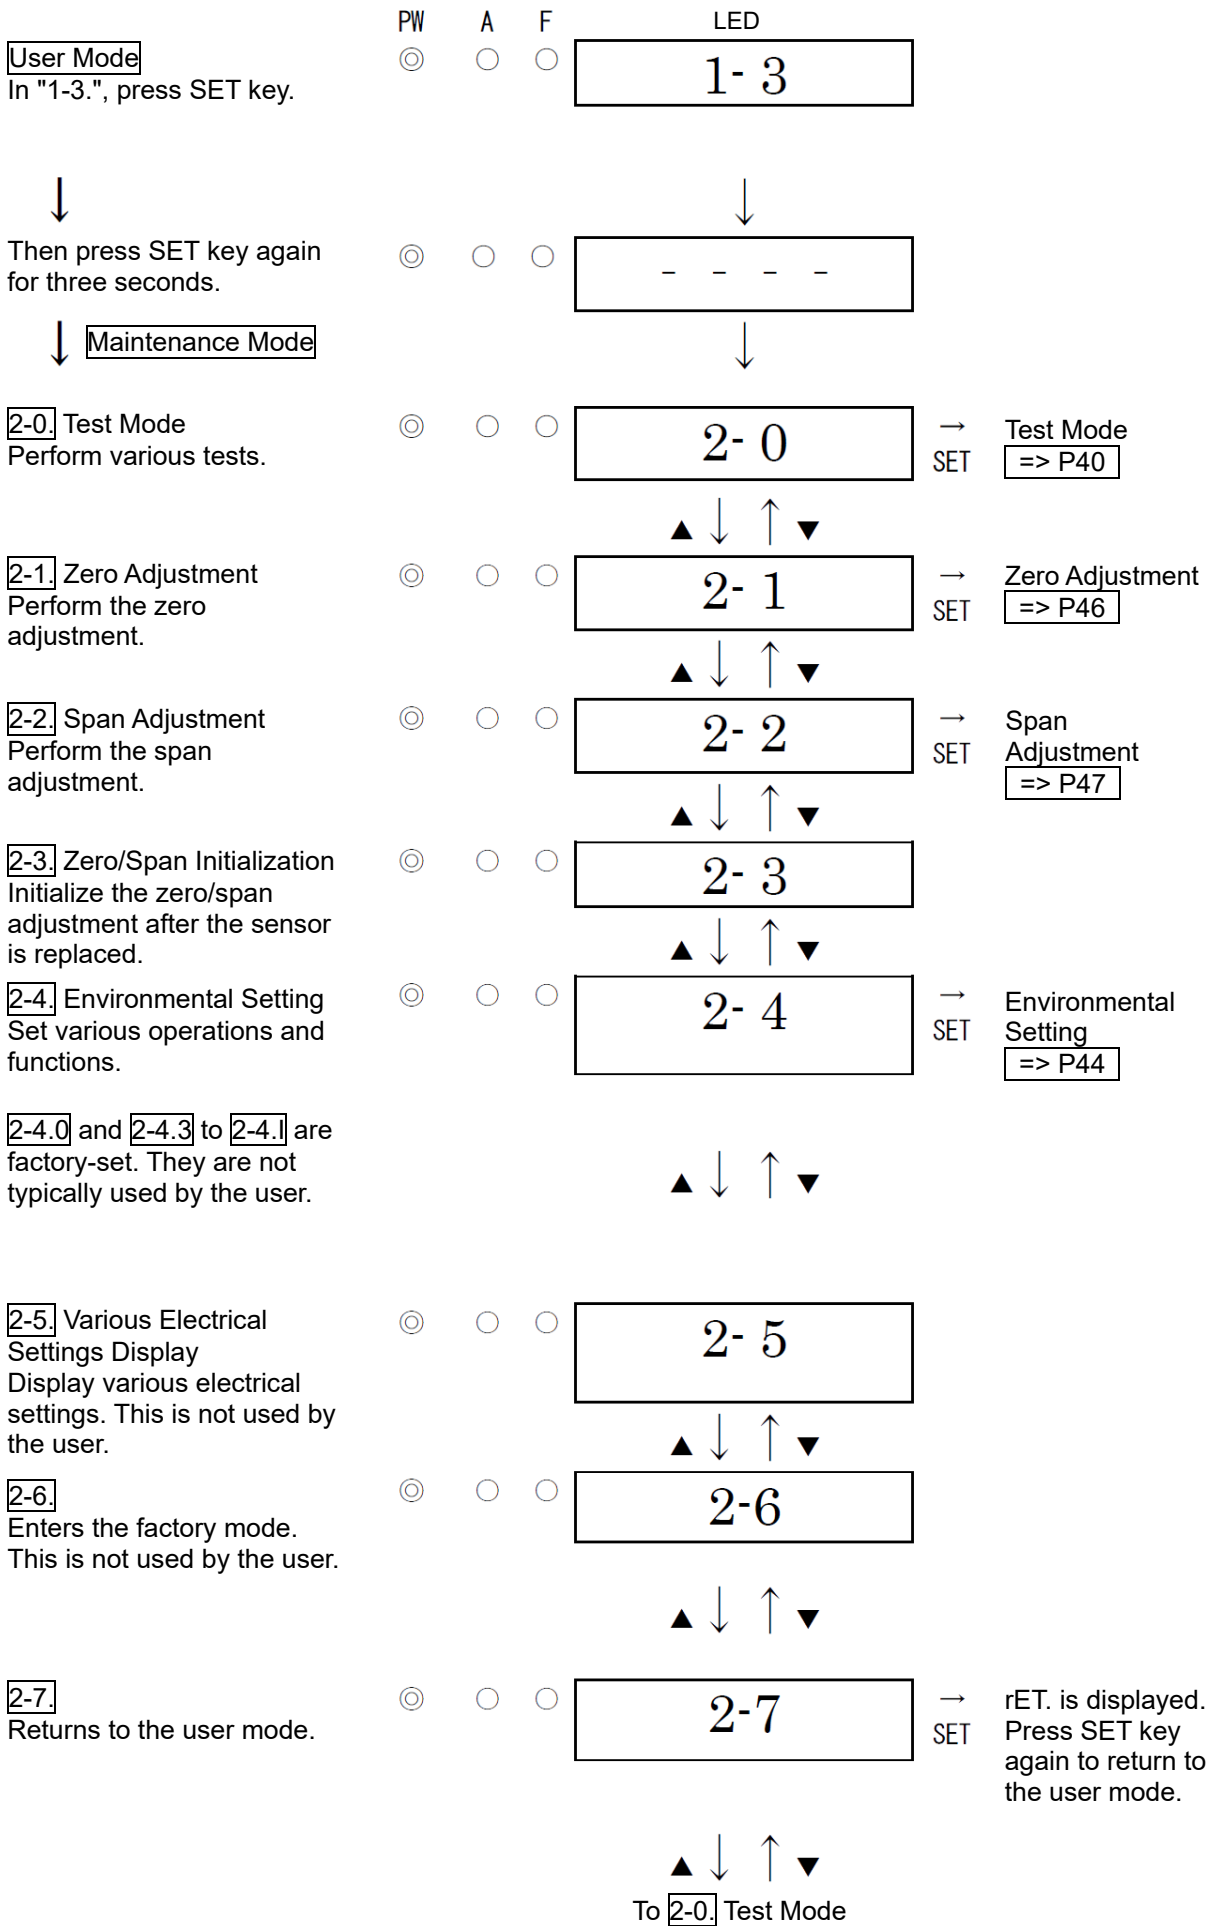 PW A F LED
User Mode
In "1-3.", press SET key.
1- 3
↓ ↓
Then press SET key again
for three seconds.
- - - -
↓ Maintenance Mode ↓
2-0. Test Mode
Perform various tests.
2- 0
→
SET
Test Mode
=> P40
▲ ↓ ↑ ▼
2-1. Zero Adjustment
Perform the zero
adjustment.
2- 1
→
SET
Zero Adjustment
=> P46
▲ ↓ ↑ ▼
2-2. Span Adjustment
Perform the span
adjustment.
2- 2
→
SET
Span
Adjustment
=> P47
▲ ↓ ↑ ▼
2-3. Zero/Span Initialization
Initialize the zero/span
adjustment after the sensor
is replaced.
2- 3
▲ ↓ ↑ ▼
2-4. Environmental Setting
Set various operations and
functions.
2- 4
→
SET
Environmental
Setting
=> P44
2-4.0 and 2-4.3 to 2-4.I are
factory-set. They are not
typically used by the user.
▲ ↓ ↑ ▼
2-5. Various Electrical
Settings Display
Display various electrical
settings. This is not used by
the user.
2- 5
▲ ↓ ↑ ▼
2-6.
Enters the factory mode.
This is not used by the user.
2-6
▲ ↓ ↑ ▼
2-7.
Returns to the user mode.
2-7
→
SET
rET. is displayed.
Press SET key
again to return to
the user mode.
▲ ↓ ↑ ▼
To 2-0. Test Mode